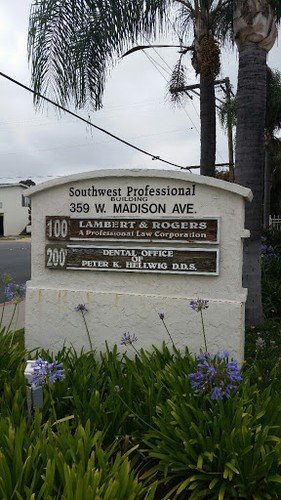 Southwest Professional
BUILDING
359 W. MADISON AVE.
100 LAMBERT & ROGERS
A Professional Law Corporation
200 DENTAL OFFICE
OF
PETER K. HELLWIG D.D.S.